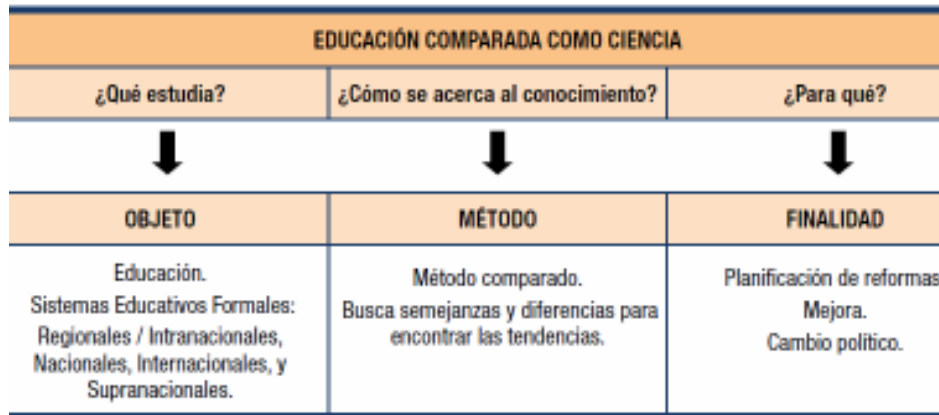 EDUCACIÓN COMPARADA COMO CIENCIA
¿Qué estudia?
¿Cómo se acerca al conocimiento?
¿Para qué?
OBJETO
MÉTODO
FINALIDAD
Educación.
Sistemas Educativos Formales:
Regionales / Intranacionales,
Nacionales, Internacionales, y
Supranacionales.
Método comparado.
Busca semejanzas y diferencias para
encontrar las tendencias.
Planificación de reformas
Mejora.
Cambio político.